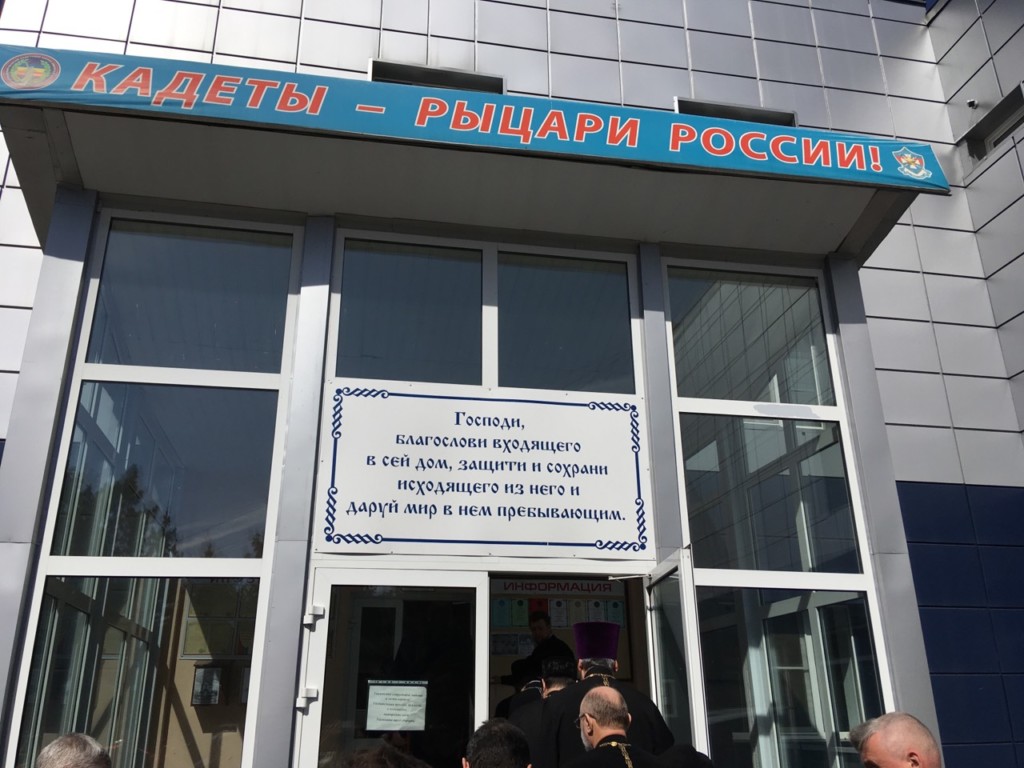 КАДЕТЫ – РЫЦАРИ РОССИИ!
Господи,
благослови входящего
в сей дом, защити и сохрани
исходящего из него и
даруй мир в нем пребывающим.
ИНФОРМАЦИЯ